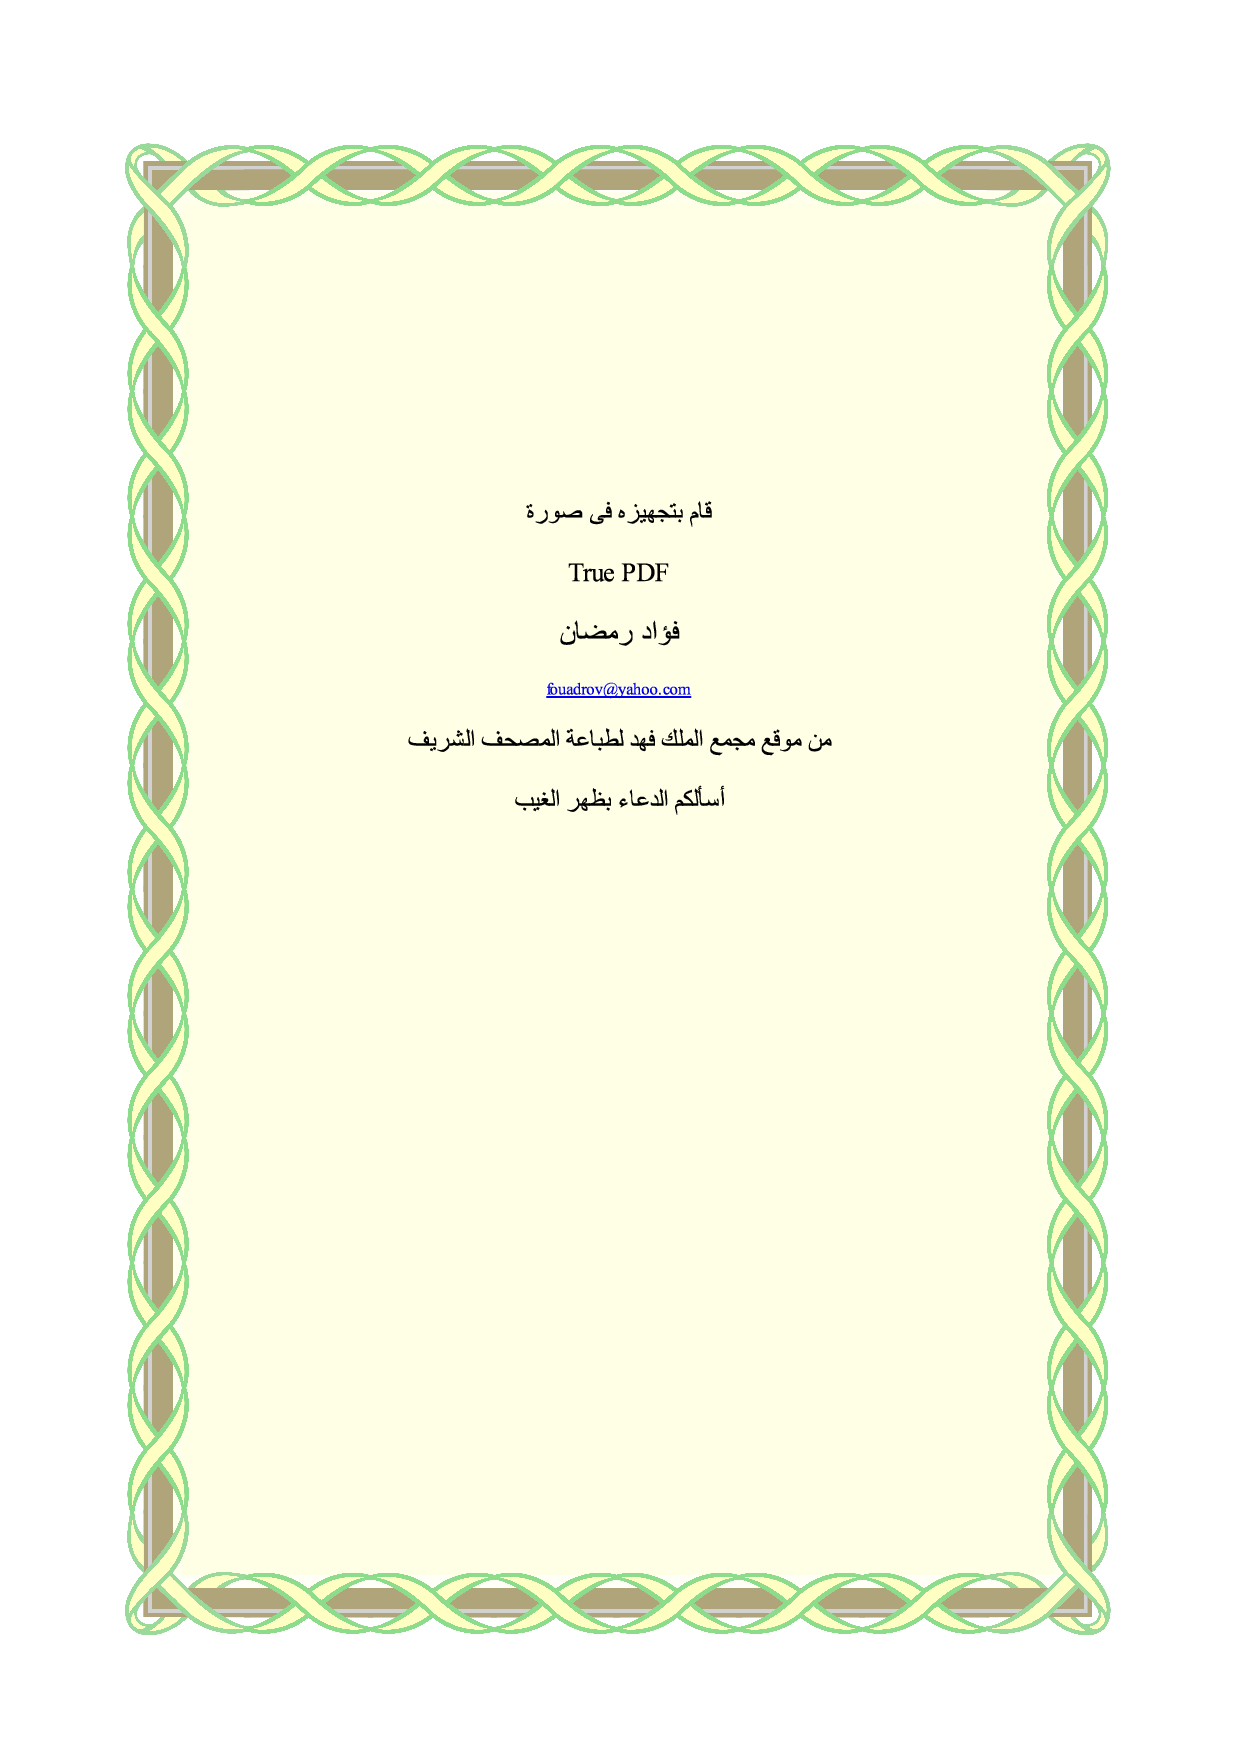 قام بتجهيزه فى صورة
True PDF
فؤاد رمضان
fouadrov@yahoo.com
من موقع مجمع الملك فهد لطباعة المصحف الشريف
أسألكم الدعاء بظهر الغيب